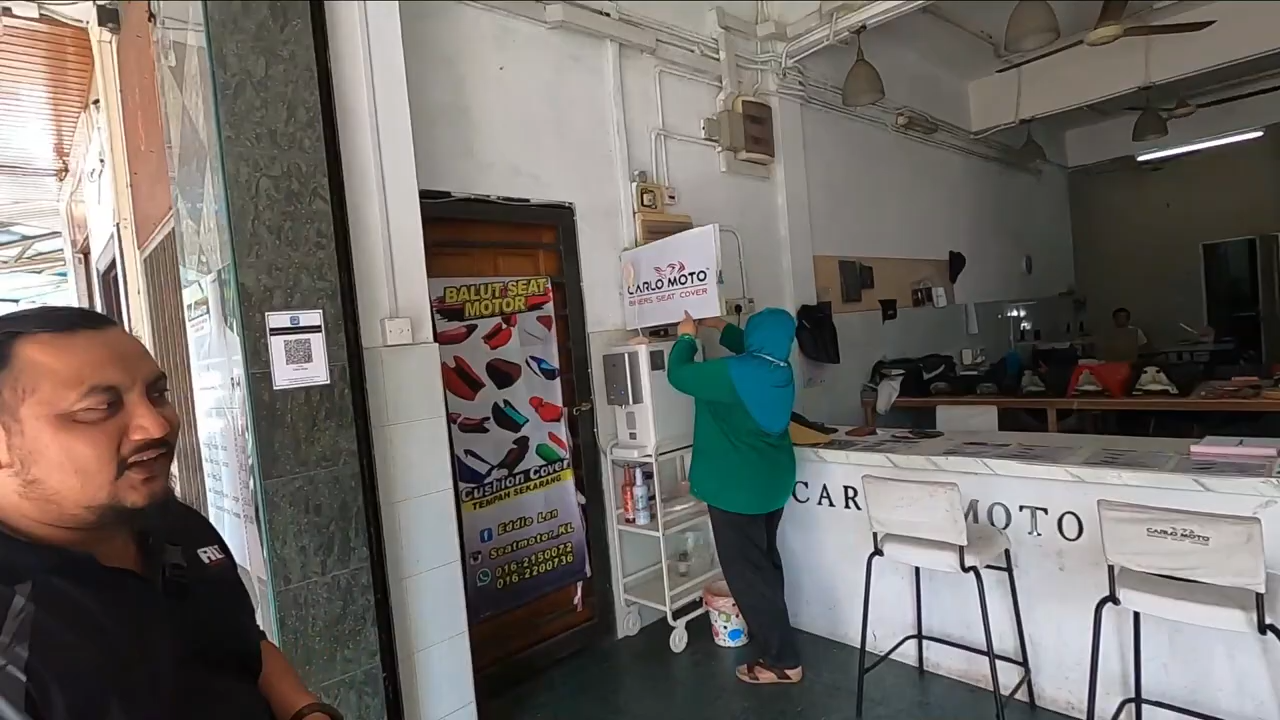 BALUT SEAT
MOTOR
Cushion Cover
TEMPAH SEKARANG
Eddie Lan
Seatmotor.KL
016-2150072
016-2200736
CARLO MOTO
BIKERS SEAT COVER
CAR MOTO
CARLO MOTO